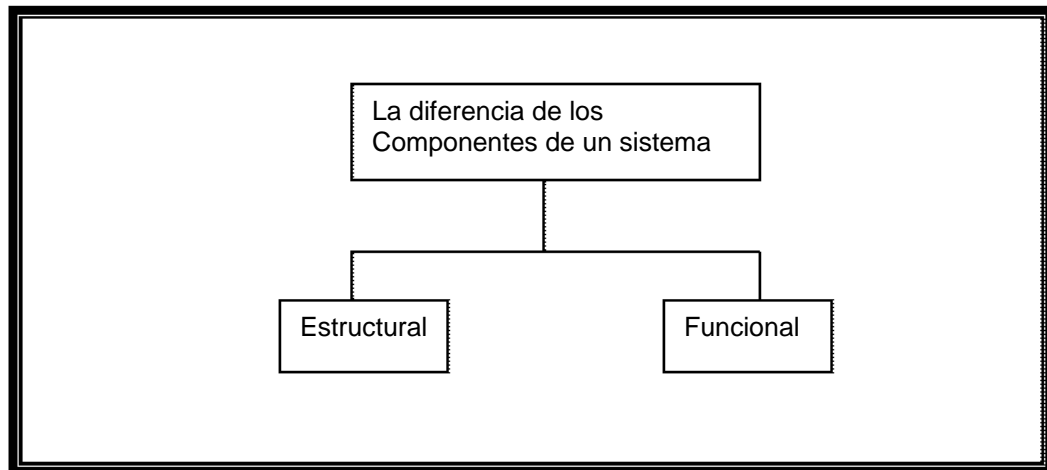 La diferencia de los
Componentes de un sistema
Estructural
Funcional